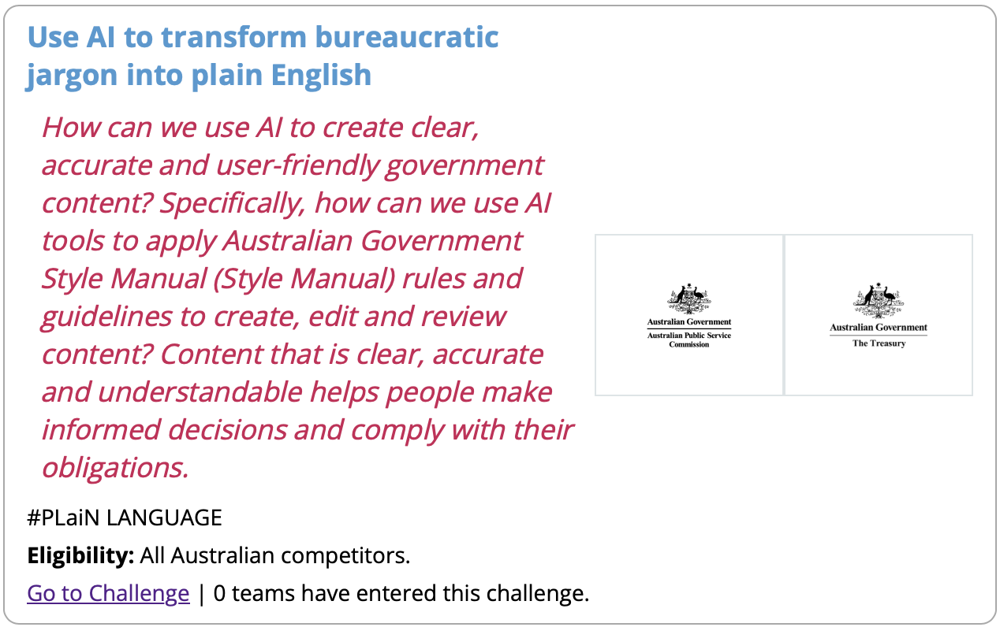 Use AI to transform bureaucratic
jargon into plain English
How can we use AI to create clear,
accurate and user-friendly government
content? Specifically, how can we use AI
tools to apply Australian Government
Style Manual (Style Manual) rules and
guidelines to create, edit and review
content? Content that is clear, accurate
and understandable helps people make
informed decisions and comply with their
obligations.
Australian Government
Australian Public Service
Commission
Australian Government
The Treasury
#PLaiN LANGUAGE
Eligibility: All Australian competitors.
Go to Challenge | 0 teams have entered this challenge.